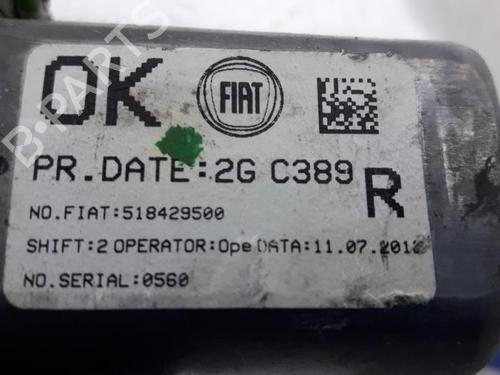 OK FIAT
PR.DATE:2G C389
R
NO.FIAT:518429500
SHIFT:2 OPERATOR:Ope DATA:11.07.2012
NO.SERIAL:0560
B-PARTS